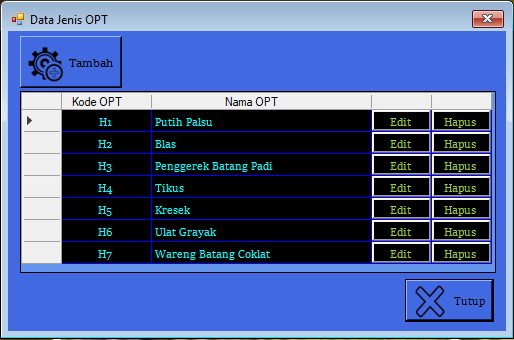 Data Jenis OPT
Tambah
Kode OPT Nama OPT
H1 Putih Palsu Edit Hapus
H2 Blas Edit Hapus
H3 Penggerek Batang Padi Edit Hapus
H4 Tikus Edit Hapus
H5 Kresek Edit Hapus
H6 Ulat Grayak Edit Hapus
H7 Wareng Batang Coklat Edit Hapus
Tutup